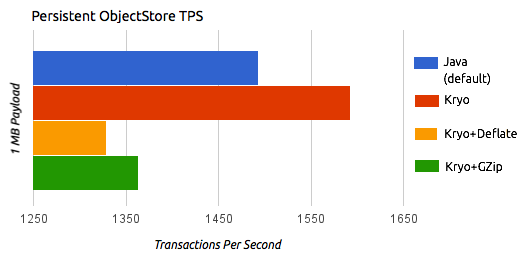 Persistent ObjectStore TPS
1 MB Payload
Java
(default)
Kryo
Kryo+Deflate
Kryo+GZip
1250 1350 1450 1550 1650
Transactions Per Second